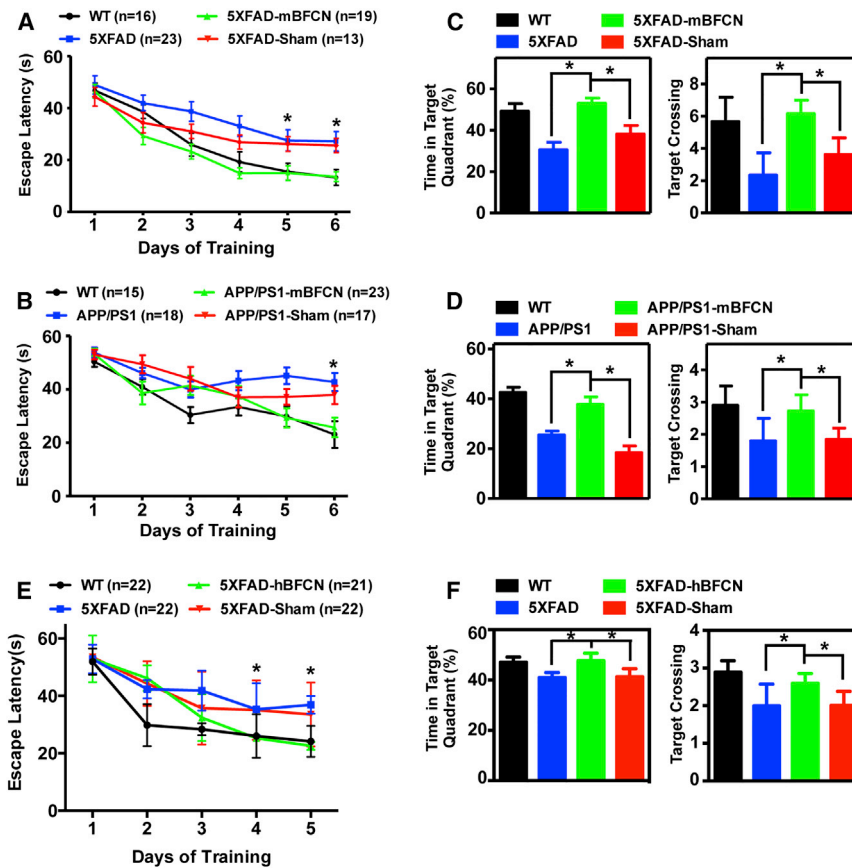 A
WT (n=16) 5XFAD-mBFCN (n=19)
5XFAD (n=23) 5XFAD-Sham (n=13)
Escape Latency (s)
60
40
20
0
* *
1 2 3 4 5 6
Days of Training
C
WT 5XFAD-mBFCN
5XFAD 5XFAD-Sham
Time in Target
Quadrant (%)
60
40
20
0
* *
Target Crossing
8
6
4
2
0
* *
B
WT (n=15) APP/PS1-mBFCN (n=23)
APP/PS1 (n=18) APP/PS1-Sham (n=17)
Escape Latency (s)
60
40
20
0
*
1 2 3 4 5 6
Days of Training
D
WT APP/PS1-mBFCN
APP/PS1 APP/PS1-Sham
Time in Target
Quadrant (%)
60
40
20
0
* *
Target Crossing
4
3
2
1
0
* *
E
WT (n=22) 5XFAD-hBFCN (n=21)
5XFAD (n=22) 5XFAD-Sham (n=22)
Escape Latency(s)
60
40
20
0
* *
1 2 3 4 5
Days of Training
F
WT 5XFAD-hBFCN
5XFAD 5XFAD-Sham
Time in Target
Quadrant (%)
60
40
20
0
* *
Target Crossing
4
3
2
1
0
* *